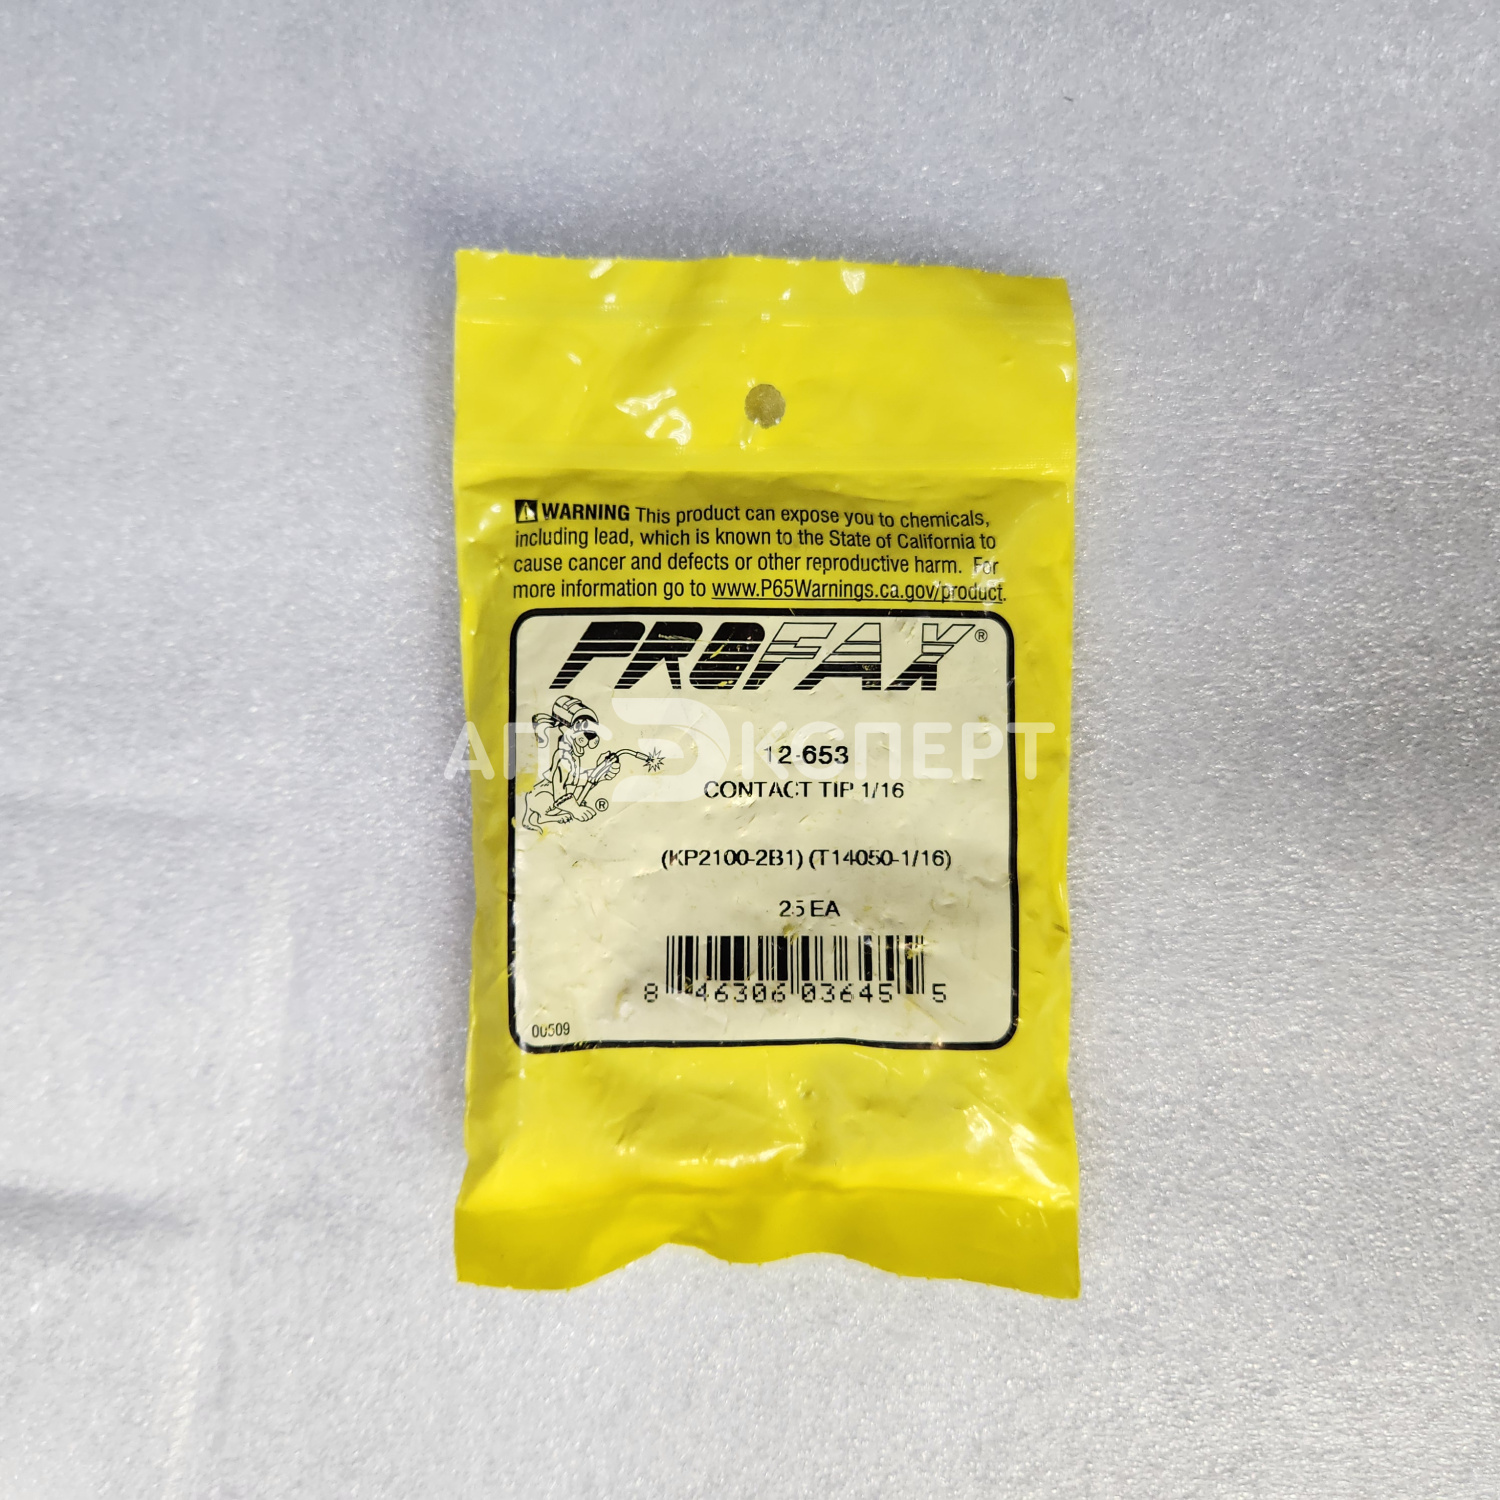 WARNING This product can expose you to chemicals,
including lead, which is known to the State of California to
cause cancer and defects or other reproductive harm. For
more information go to www.P65Warnings.ca.gov/product.
PROFAX®
АПС ЭКСПЕРТ
12-653
CONTACT TIP 1/16
®
(KP2100-2B1) (T14050-1/16)
25 EA
8 46306 03645 5
00509